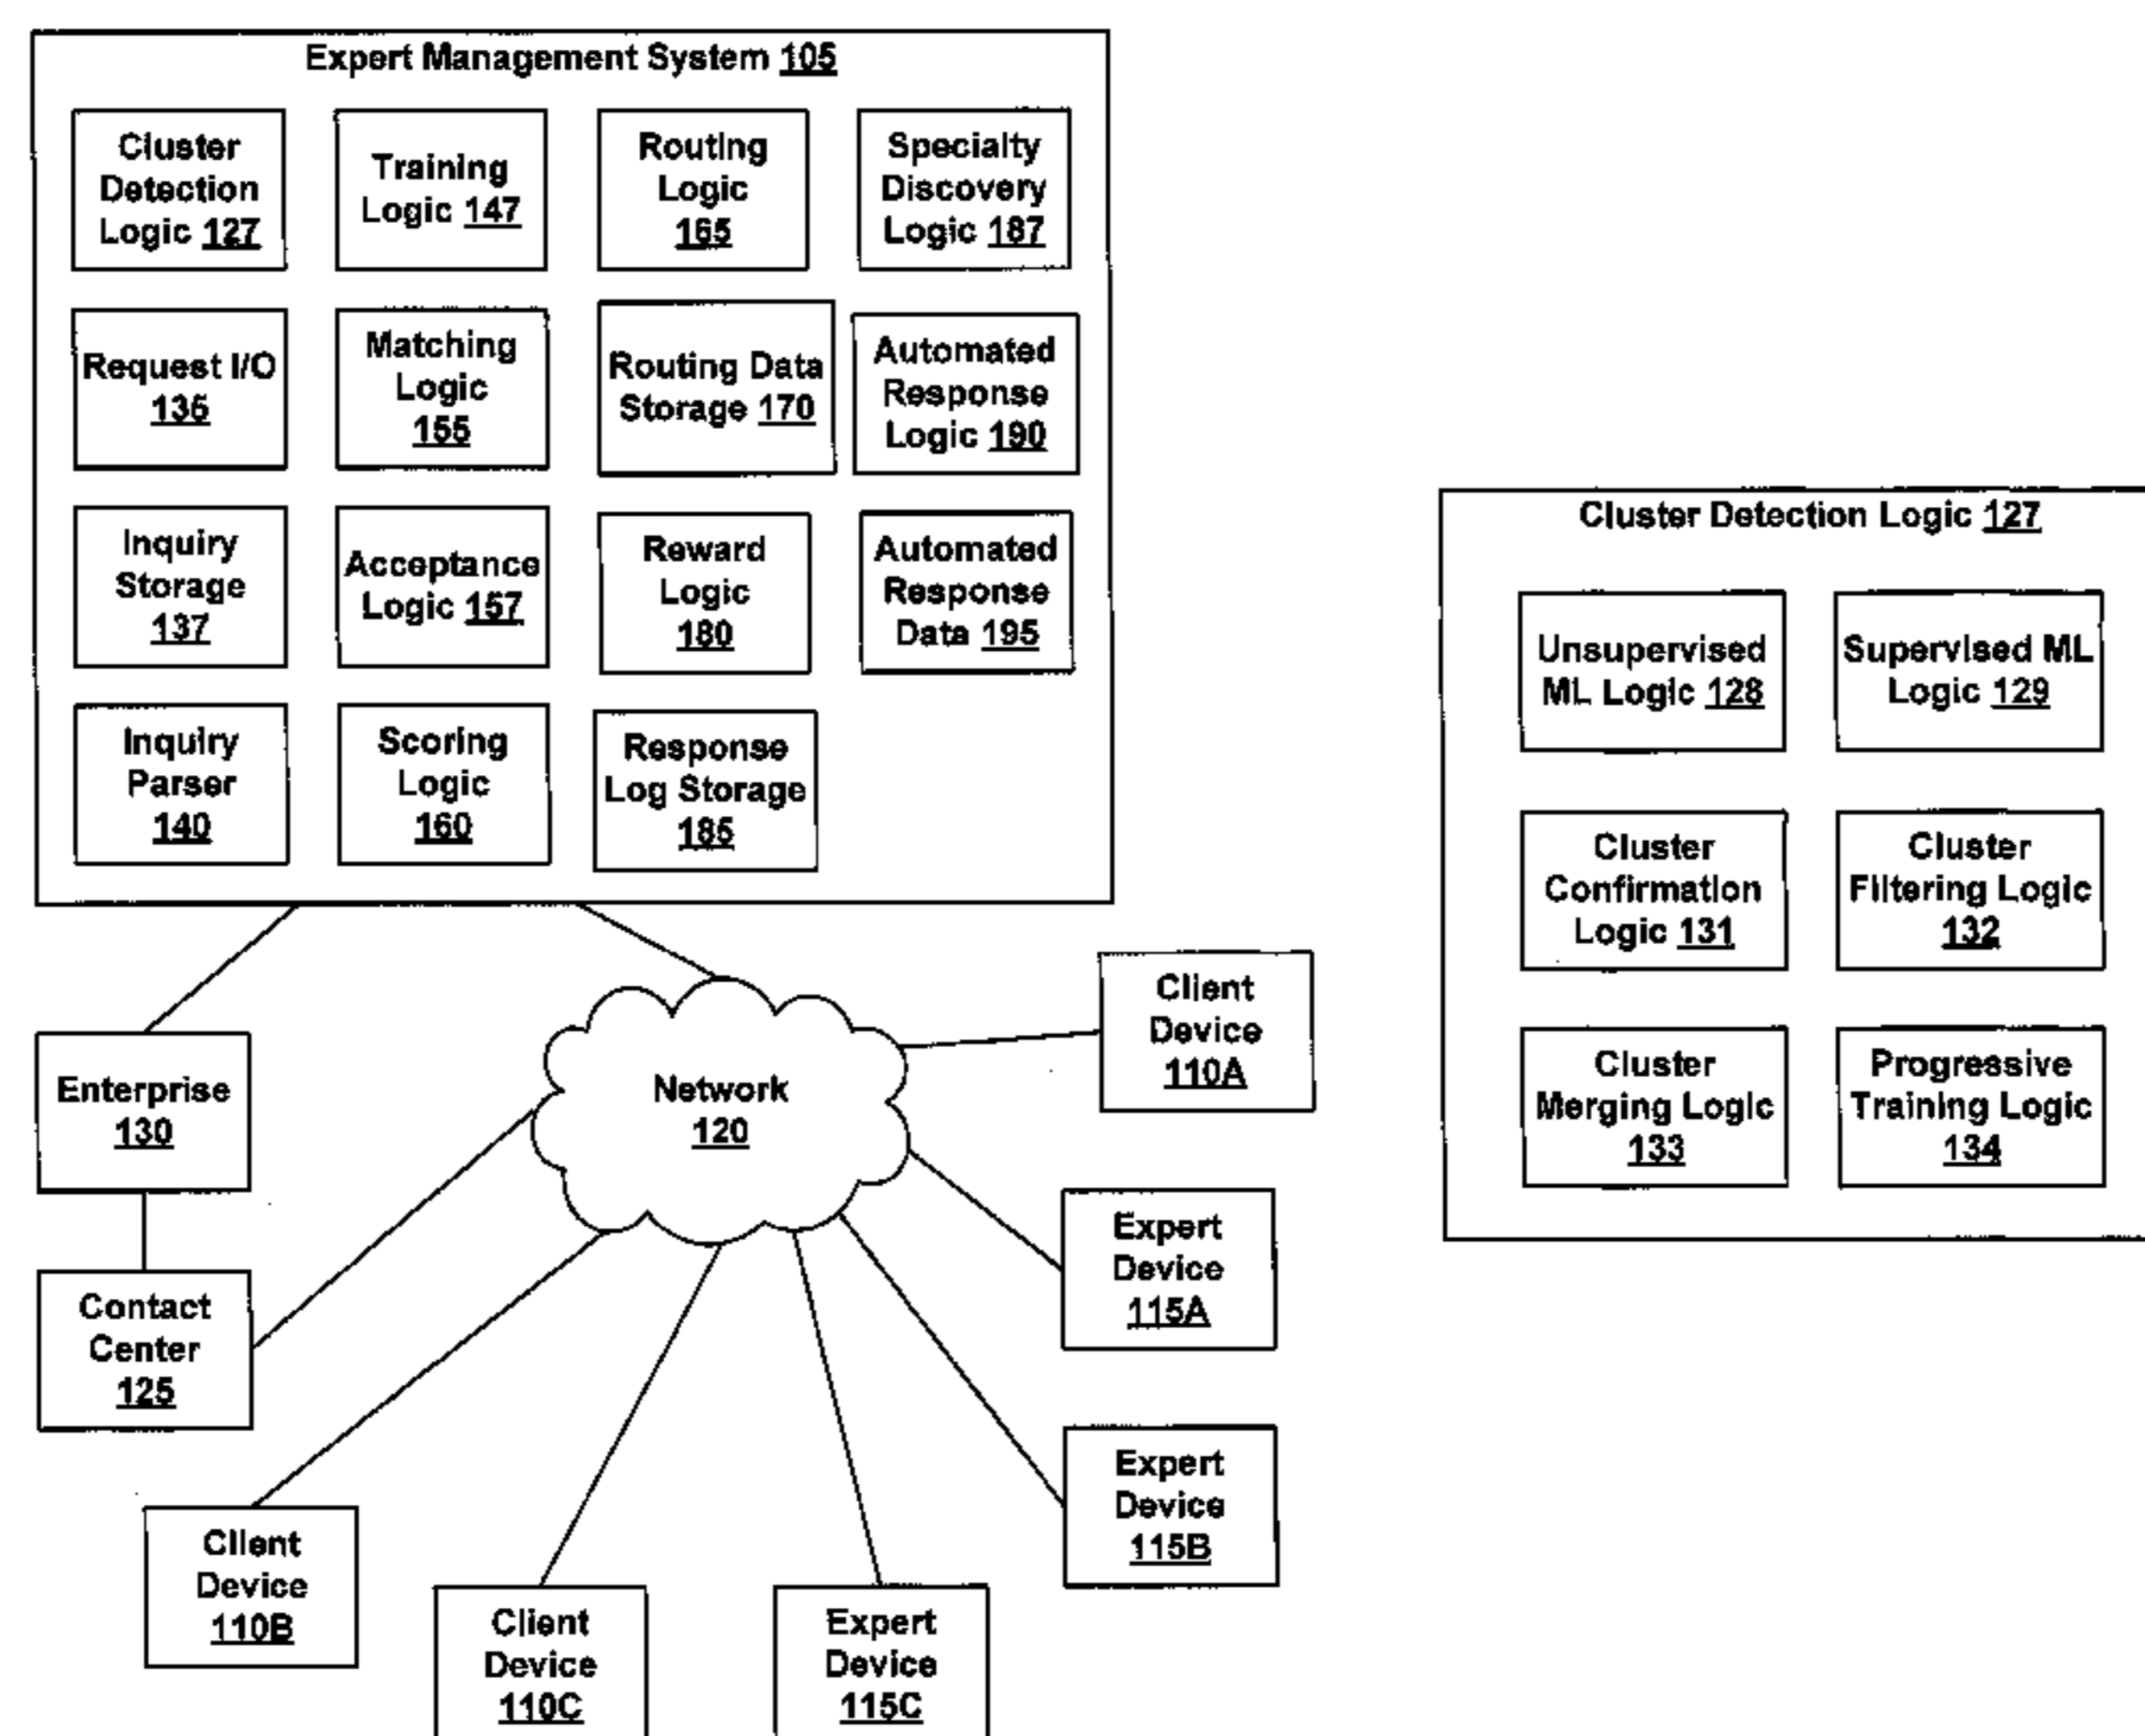 Expert Management System 105
Cluster
Detection
Logic 127
Training
Logic 147
Routing
Logic
165
Specialty
Discovery
Logic 187
Request I/O
135
Matching
Logic
155
Routing Data
Storage 170
Automated
Response
Logic 190
Inquiry
Storage
137
Acceptance
Logic 157
Reward
Logic
180
Automated
Response
Data 195
Inquiry
Parser
140
Scoring
Logic
160
Response
Log Storage
185
Enterprise
130
Contact
Center
125
Network
120
Client
Device
110A
Expert
Device
115A
Expert
Device
115B
Client
Device
110B
Client
Device
110C
Expert
Device
115C
Cluster Detection Logic 127
Unsupervised
ML Logic 128
Supervised ML
Logic 129
Cluster
Confirmation
Logic 131
Cluster
Filtering Logic
132
Cluster
Merging Logic
133
Progressive
Training Logic
134